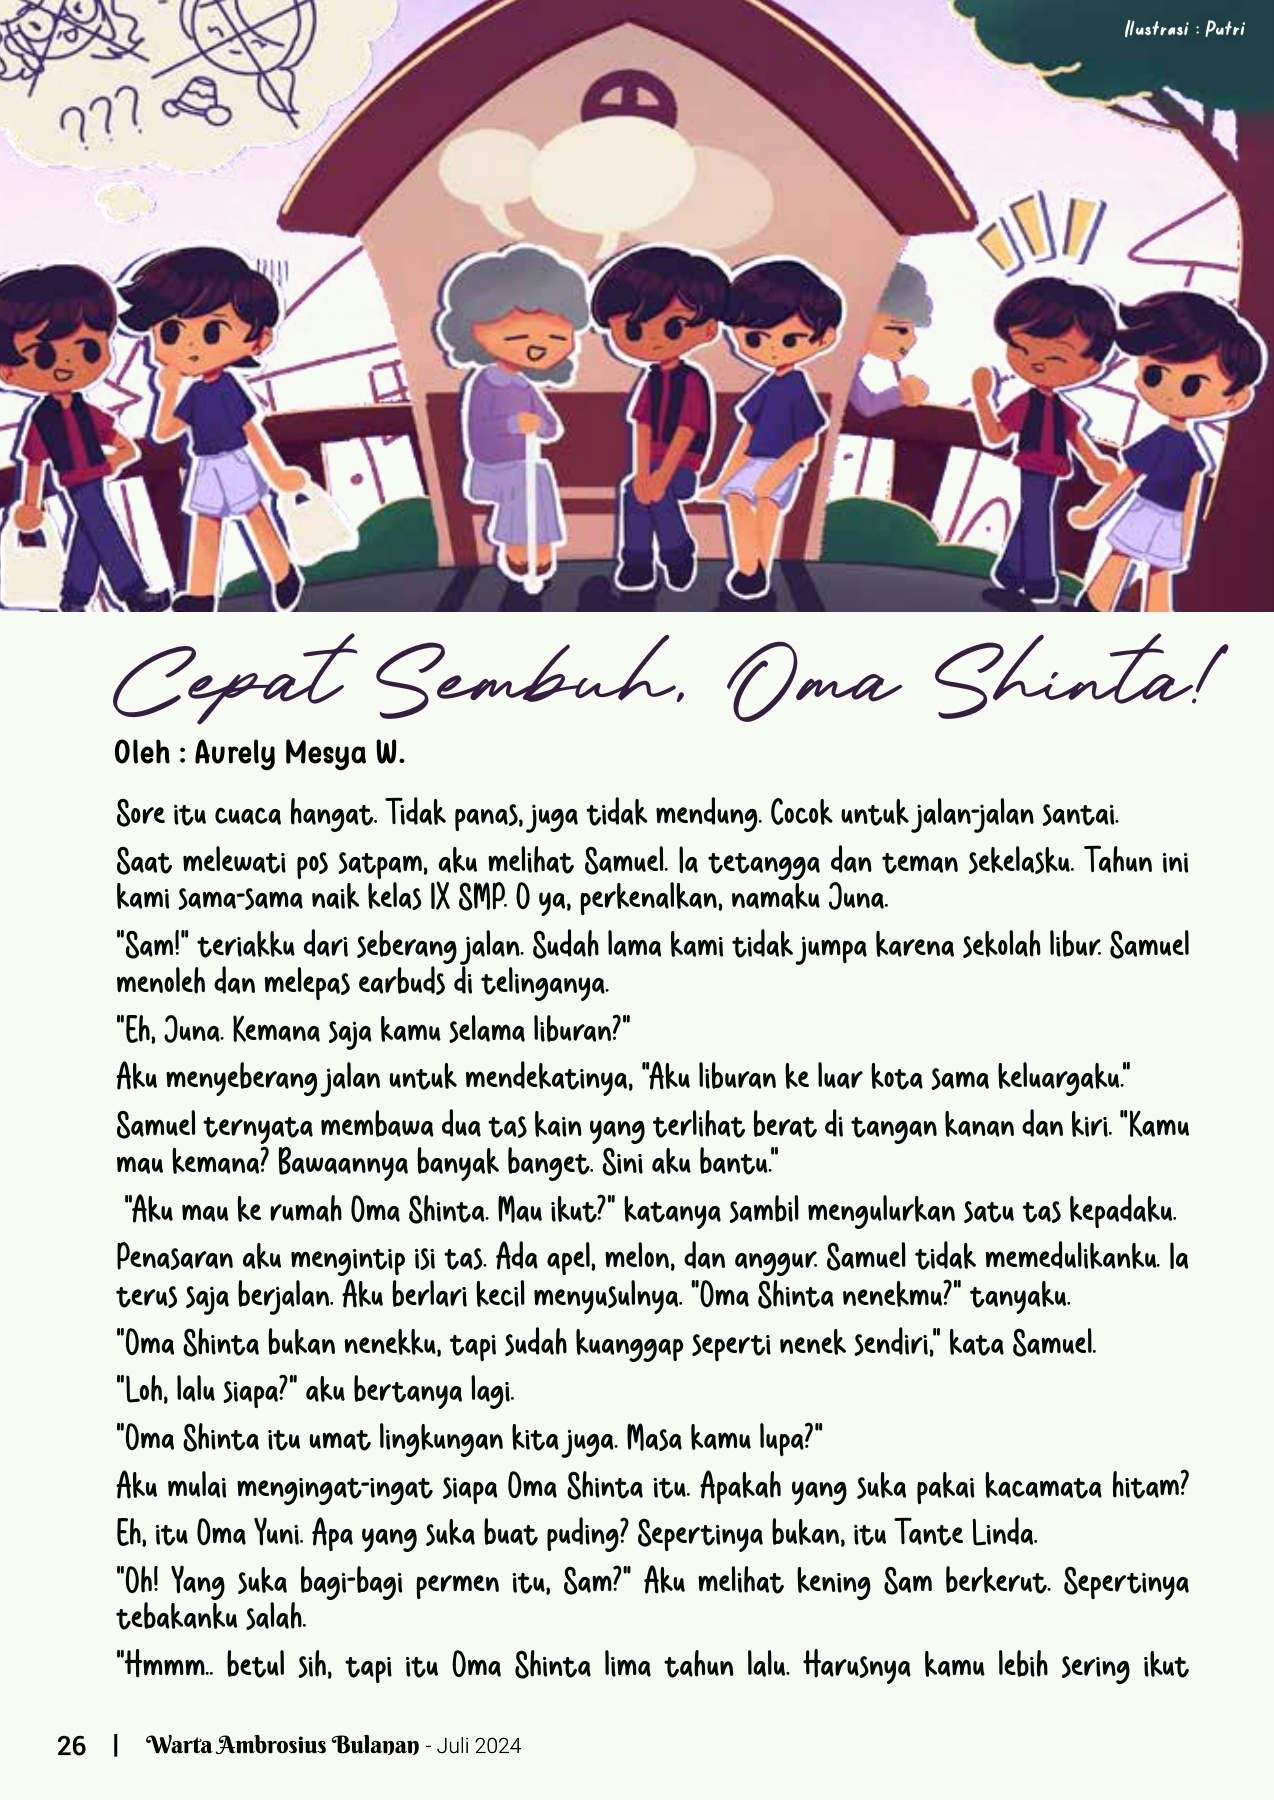 Ilustrasi : Putri
???
Cepat Sembuh, Oma Shinta!
Oleh : Aurely Mesya W.
Sore itu cuaca hangat. Tidak panas, juga tidak mendung. Cocok untuk jalan-jalan santai.
Saat melewati pos satpam, aku melihat Samuel. Ia tetangga dan teman sekelasku. Tahun ini
kami sama-sama naik kelas IX SMP. O ya, perkenalkan, namaku Juna.
"Sam!" teriakku dari seberang jalan. Sudah lama kami tidak jumpa karena sekolah libur. Samuel
menoleh dan melepas earbuds di telinganya.
"Eh, Juna. Kemana saja kamu selama liburan?"
Aku menyeberang jalan untuk mendekatinya, "Aku liburan ke luar kota sama keluargaku."
Samuel ternyata membawa dua tas kain yang terlihat berat di tangan kanan dan kiri. "Kamu
mau kemana? Bawaannya banyak banget. Sini aku bantu."
"Aku mau ke rumah Oma Shinta. Mau ikut?" katanya sambil mengulurkan satu tas kepadaku.
Penasaran aku mengintip isi tas. Ada apel, melon, dan anggur. Samuel tidak memedulikanku. Ia
terus saja berjalan. Aku berlari kecil menyusulnya. "Oma Shinta nenekmu?" tanyaku.
"Oma Shinta bukan nenekku, tapi sudah kuanggap seperti nenek sendiri," kata Samuel.
"Loh, lalu siapa?" aku bertanya lagi.
"Oma Shinta itu umat lingkungan kita juga. Masa kamu lupa?"
Aku mulai mengingat-ingat siapa Oma Shinta itu. Apakah yang suka pakai kacamata hitam?
Eh, itu Oma Yuni. Apa yang suka buat puding? Sepertinya bukan, itu Tante Linda.
"Oh! Yang suka bagi-bagi permen itu, Sam?" Aku melihat kening Sam berkerut. Sepertinya
tebakanku salah.
"Hmmm.. betul sih, tapi itu Oma Shinta lima tahun lalu. Harusnya kamu lebih sering ikut
26 | Warta Ambrosius Bulanan - Juli 2024